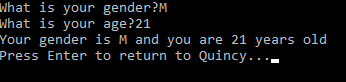 What is your gender?M
What is your age?21
Your gender is M and you are 21 years old
Press Enter to return to Quincy...